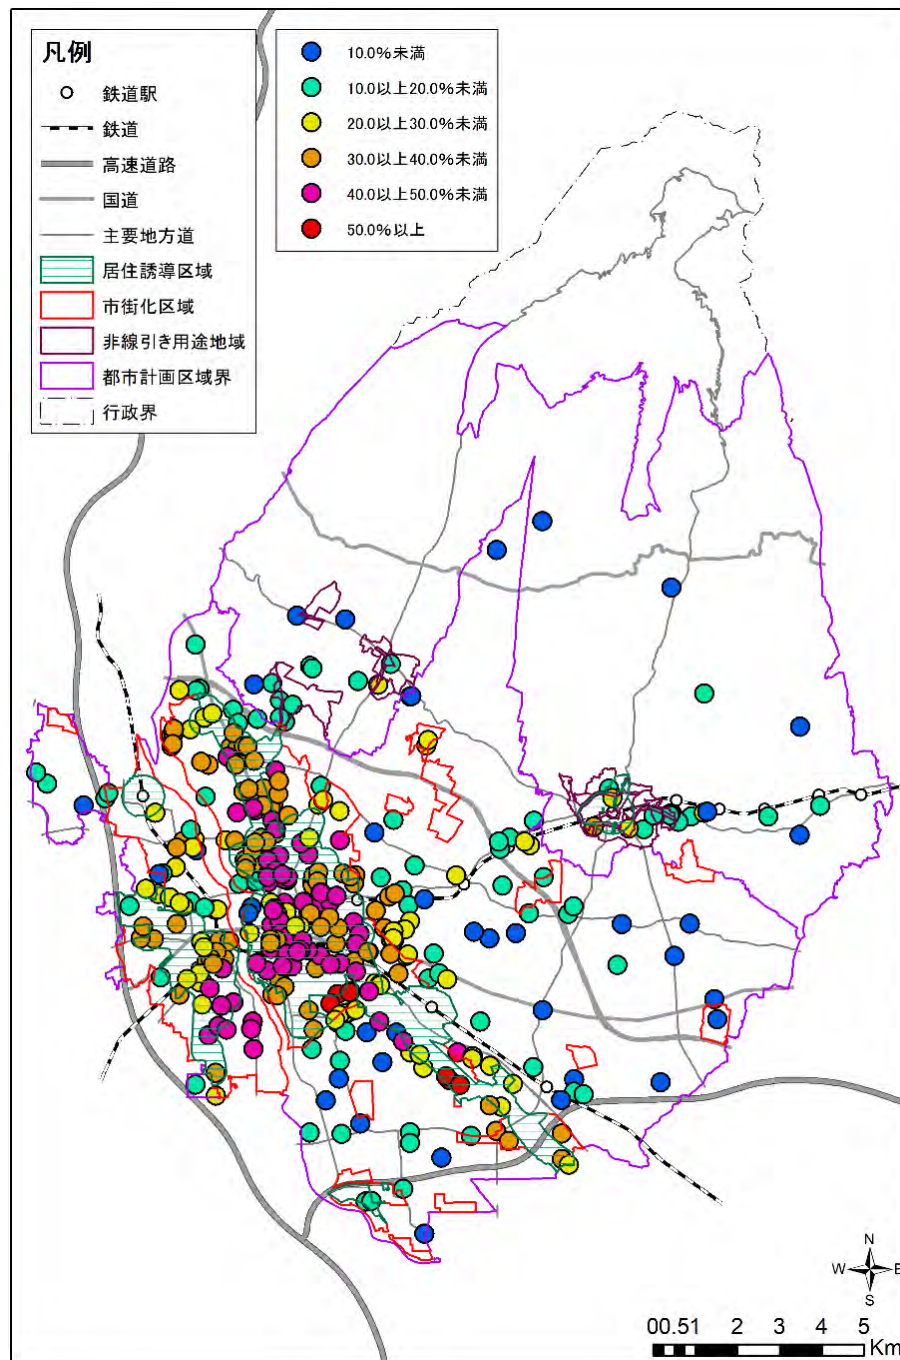 凡例
鉄道駅
鉄道
高速道路
国道
主要地方道
居住誘導区域
市街化区域
非線引き用途地域
都市計画区域界
行政界
10.0%未満
10.0以上20.0%未満
20.0以上30.0%未満
30.0以上40.0%未満
40.0以上50.0%未満
50.0%以上
N
W
E
S
00.51 2 3 4 5
Km